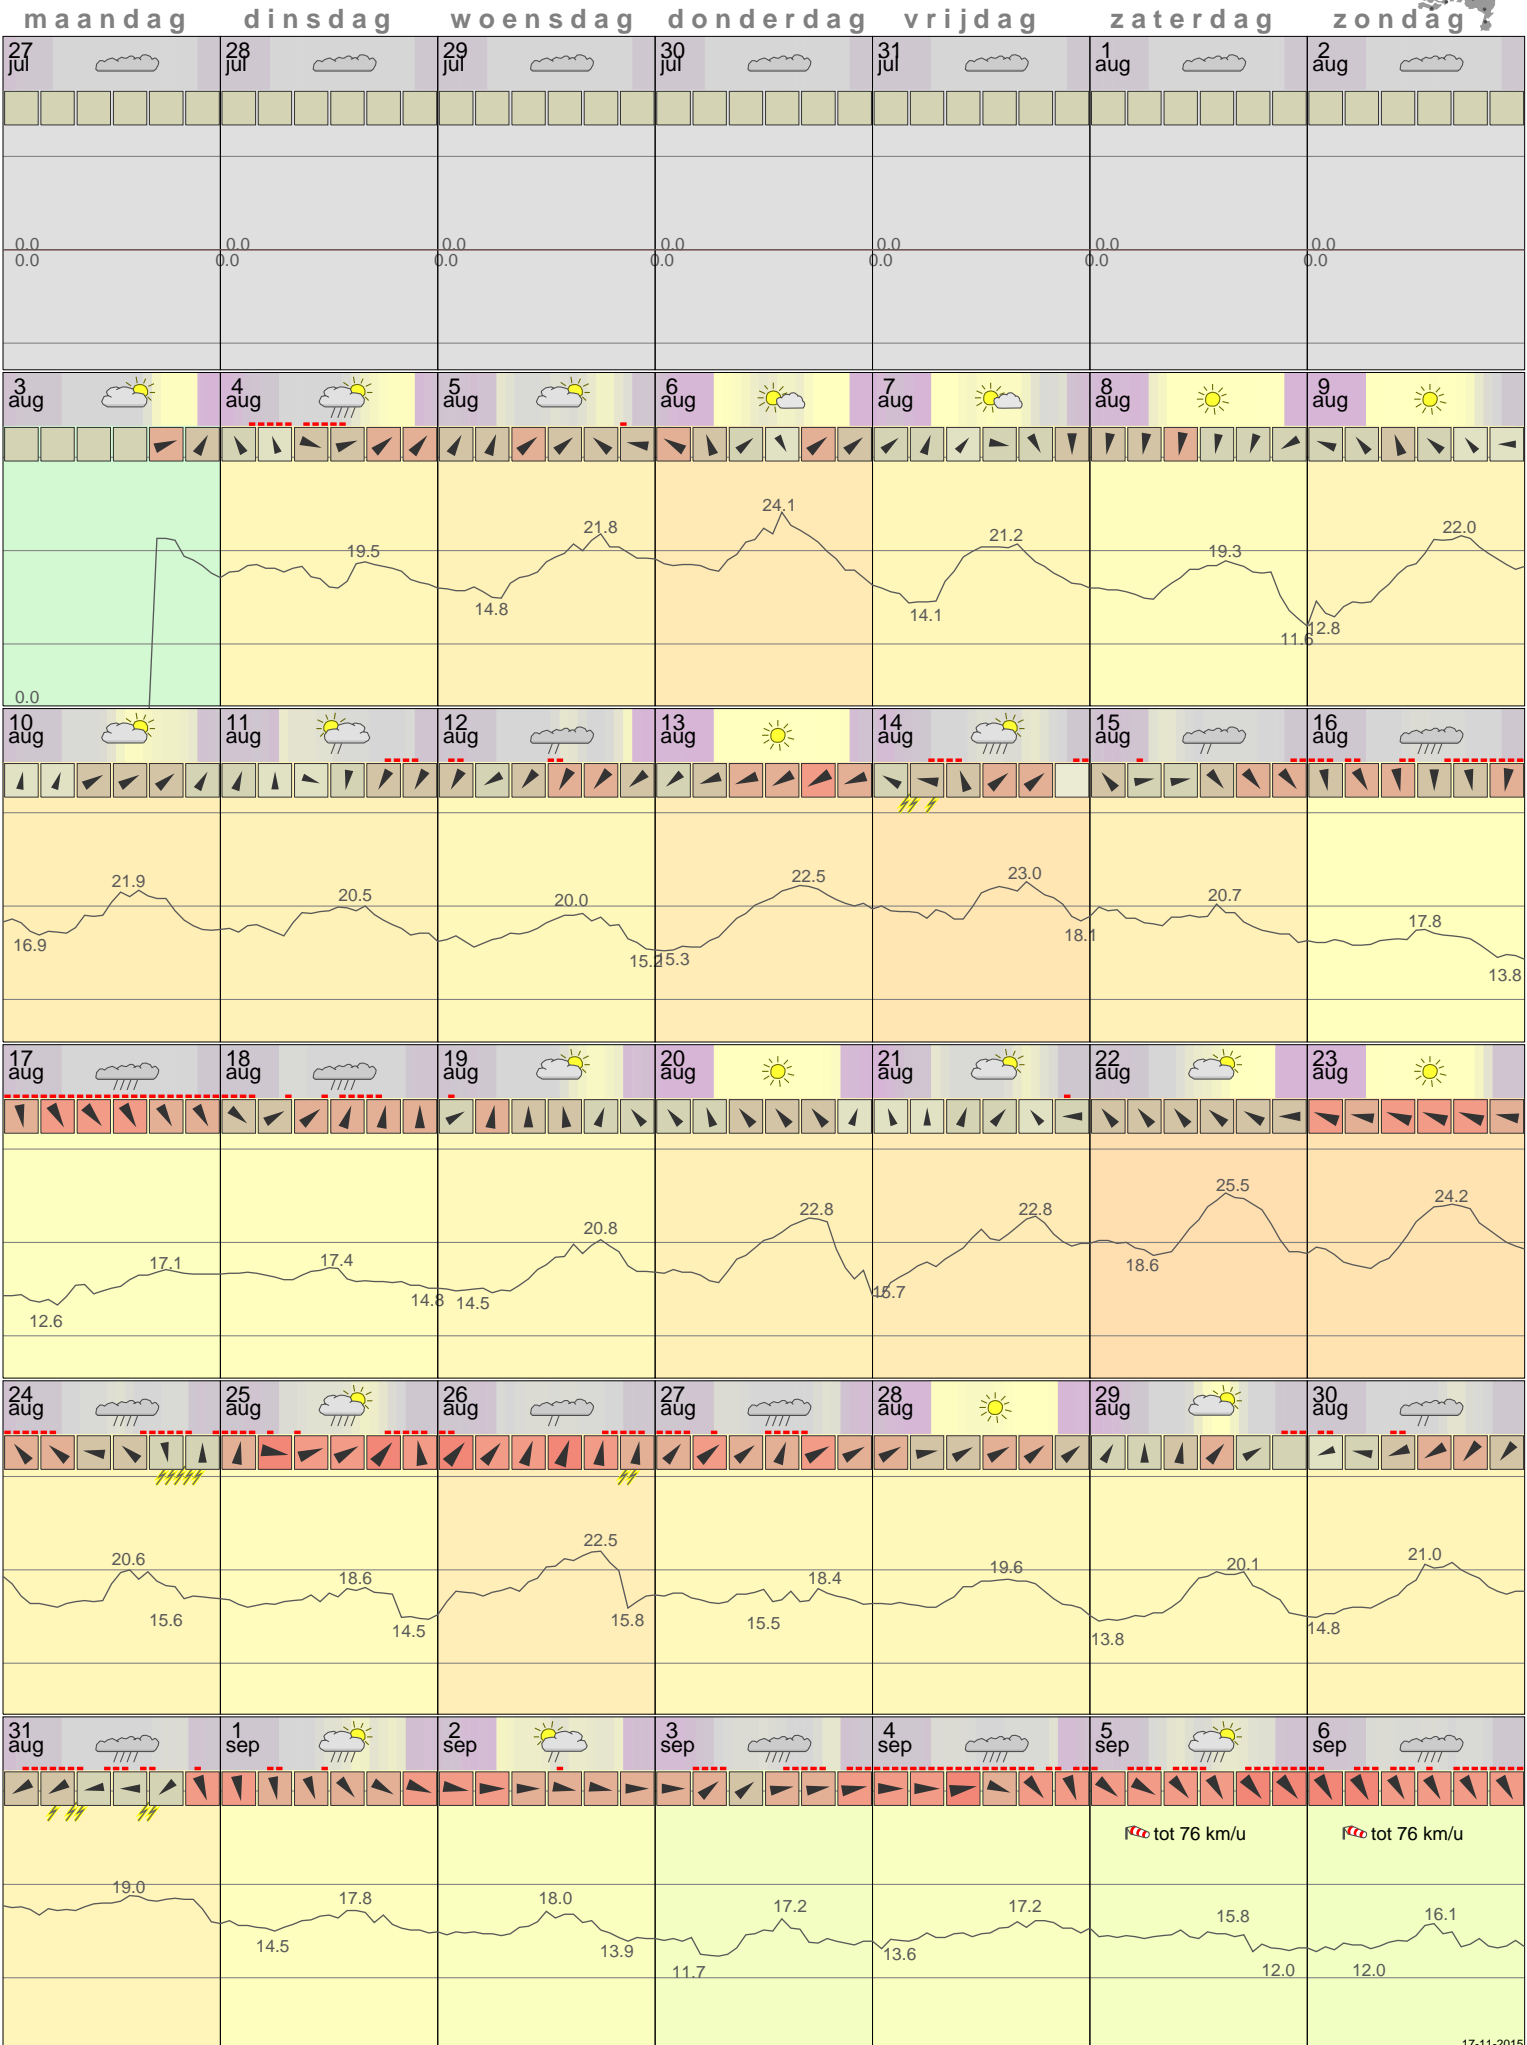 maandag dinsdag woensdag donderdag vrijdag zaterdag zondag
27 28 29 30 31 1 2
jul jul jul jul jul aug aug
0.0 0.0 0.0 0.0 0.0 0.0 0.0
0.0 0.0 0.0 0.0 0.0 0.0 0.0
3 4 5 6 7 8 9
aug aug aug aug aug aug aug
24.1
21.8 21.2 22.0
19.5 19.3
14.8 14.1 11.6 12.8
0.0
10 11 12 13 14 15 16
aug aug aug aug aug aug aug
21.9 20.5 20.0 22.5 23.0 20.7 17.8
16.9 15.2 15.3 18.1 13.8
17 18 19 20 21 22 23
aug aug aug aug aug aug aug
25.5 24.2
20.8 22.8 22.8
17.1 17.4 18.6
12.6 14.8 14.5 15.7
24 25 26 27 28 29 30
aug aug aug aug aug aug aug
20.6 18.6 22.5 18.4 19.6 20.1 21.0
15.6 14.5 15.8 15.5 13.8 14.8
31 1 2 3 4 5 6
aug sep sep sep sep sep sep
tot 76 km/u tot 76 km/u
19.0 17.8 18.0 17.2 17.2 15.8 16.1
14.5 13.9 11.7 13.6 12.0 12.0
17-11-2015